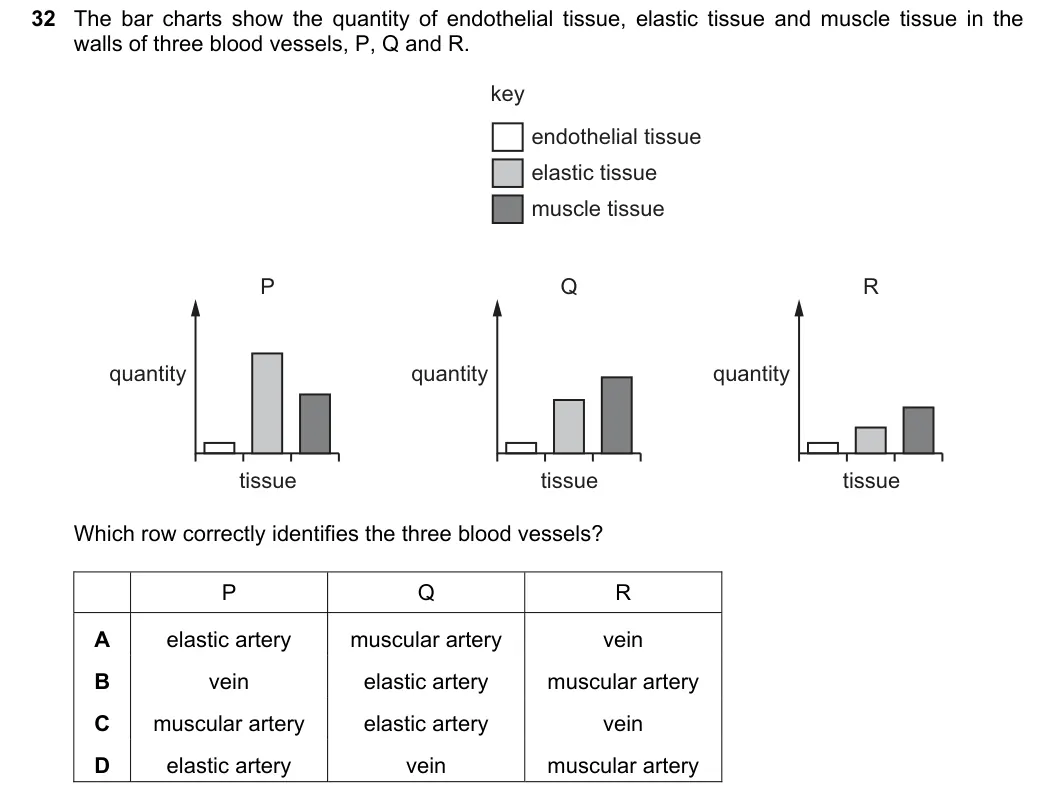 32 The bar charts show the quantity of endothelial tissue, elastic tissue and muscle tissue in the
walls of three blood vessels, P, Q and R.
key
endothelial tissue
elastic tissue
muscle tissue
P Q R
quantity quantity quantity
tissue tissue tissue
Which row correctly identifies the three blood vessels?
P Q R
A elastic artery muscular artery vein
B vein elastic artery muscular artery
C muscular artery elastic artery vein
D elastic artery vein muscular artery